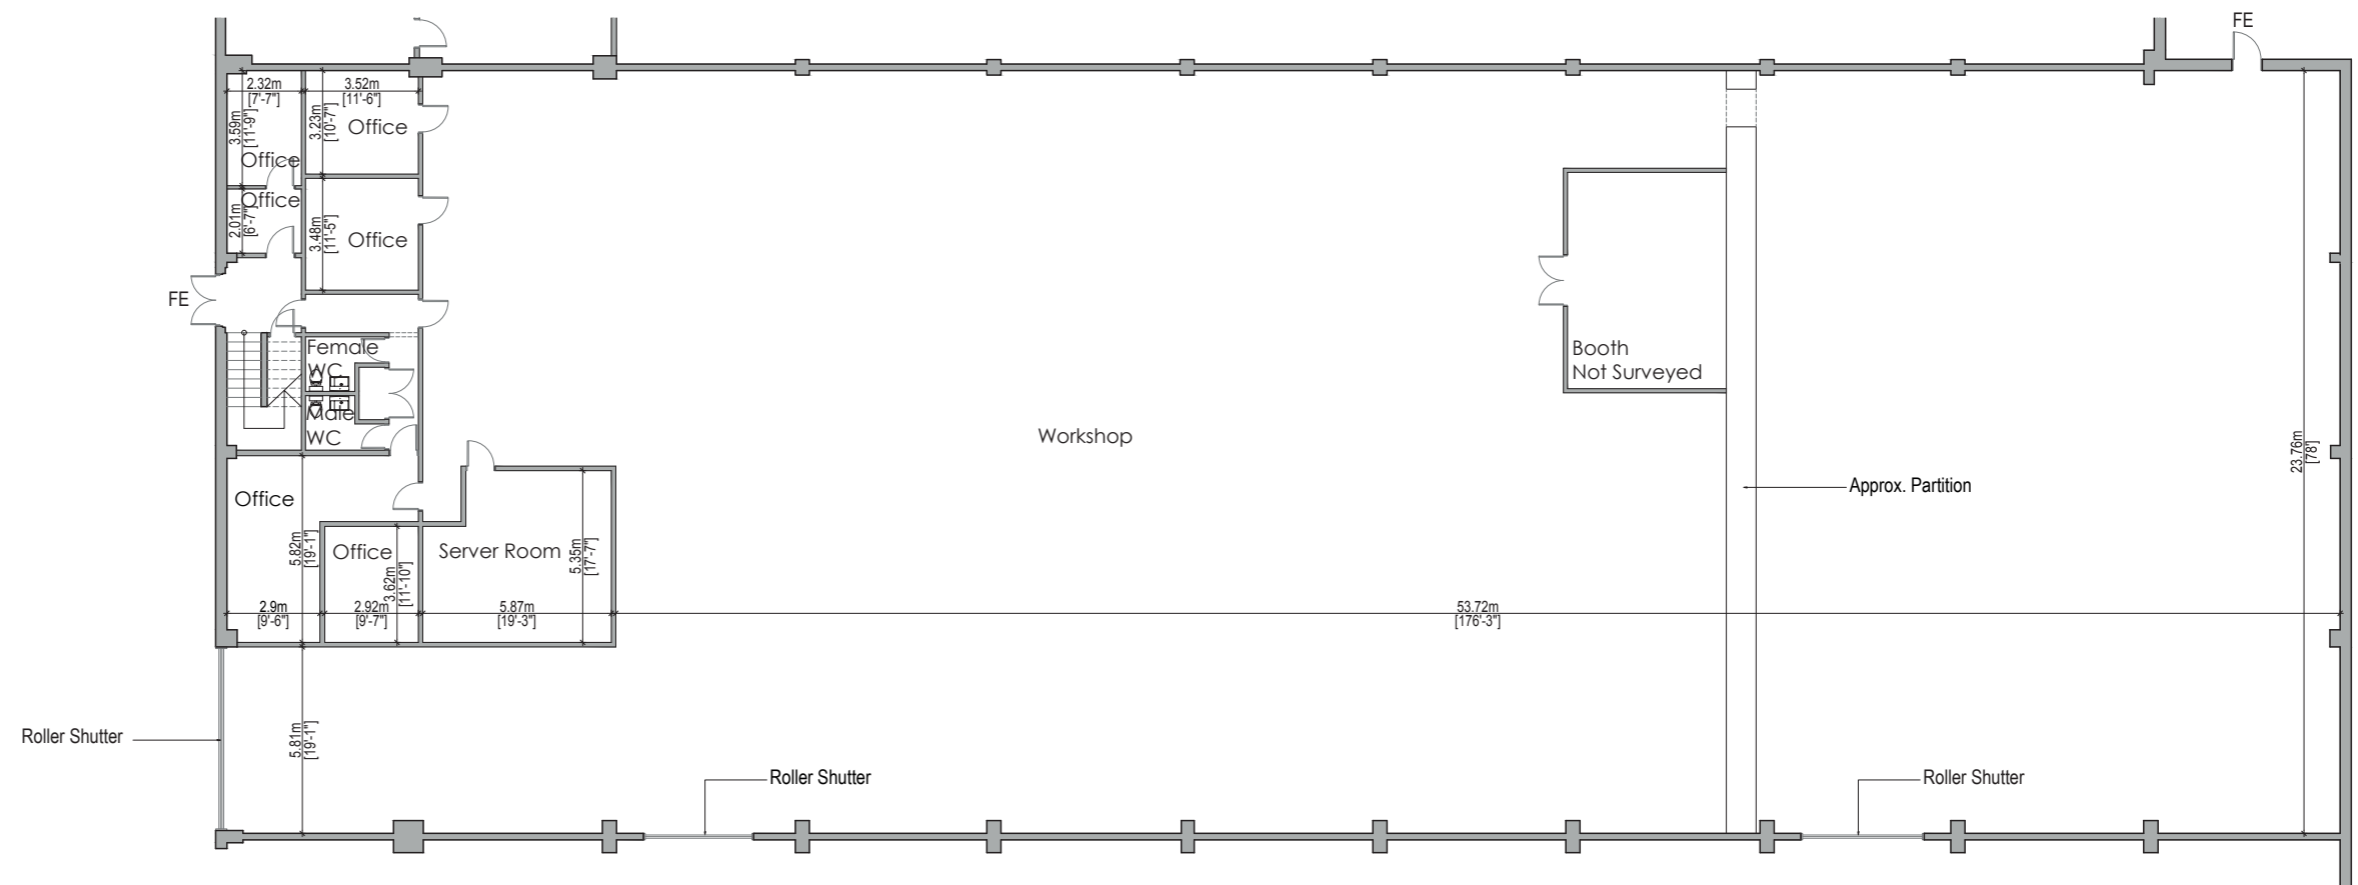 FE
2.32m
[7'-7"]
3.52m
[11'-6"]
3.59m
[11'-9"]
3.23m
[10'-7"]
Office
Office
Office
2.01m
[6'-7"]
3.48m
[11'-5"]
Office
FE
Female
WC
Male
WC
Booth
Not Surveyed
Workshop
23.76m
[78']
Approx. Partition
Office
5.82m
[19'-1"]
Office
3.62m
[11'-10"]
Server Room
5.35m
[17'-7"]
2.9m
[9'-6"]
2.92m
[9'-7"]
5.87m
[19'-3"]
53.72m
[176'-3"]
Roller Shutter
5.81m
[19'-1"]
Roller Shutter
Roller Shutter